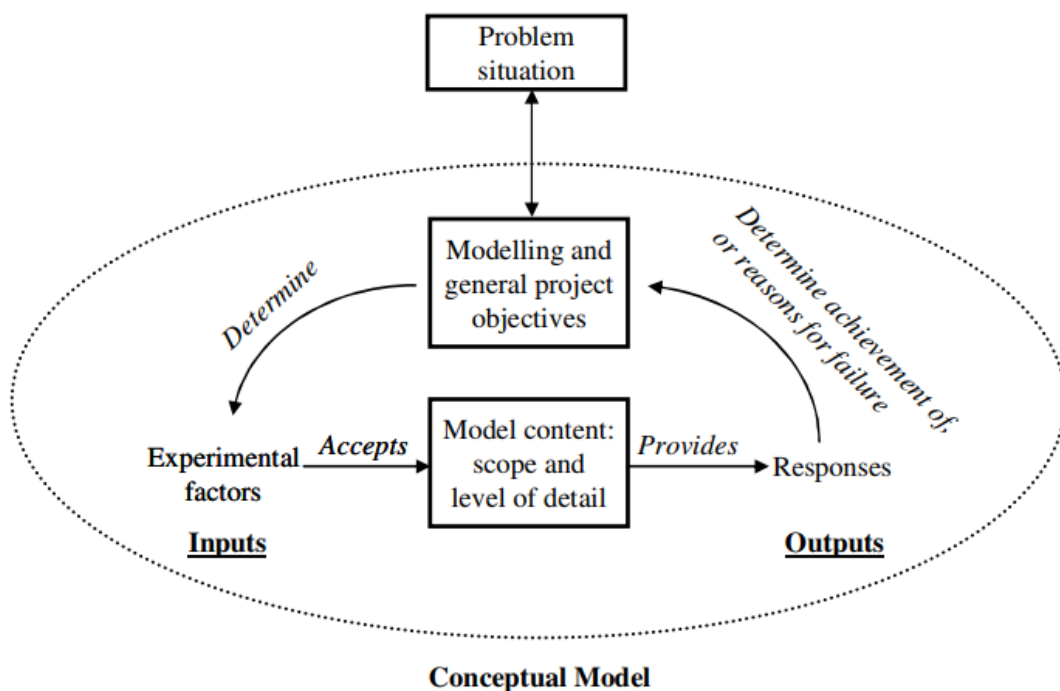 Problem
situation
Modelling and
general project
objectives
Determine
Determine achievement of,
or reasons for failure
Experimental
factors
Accepts
Model content:
scope and
level of detail
Provides
Responses
Inputs
Outputs
Conceptual Model